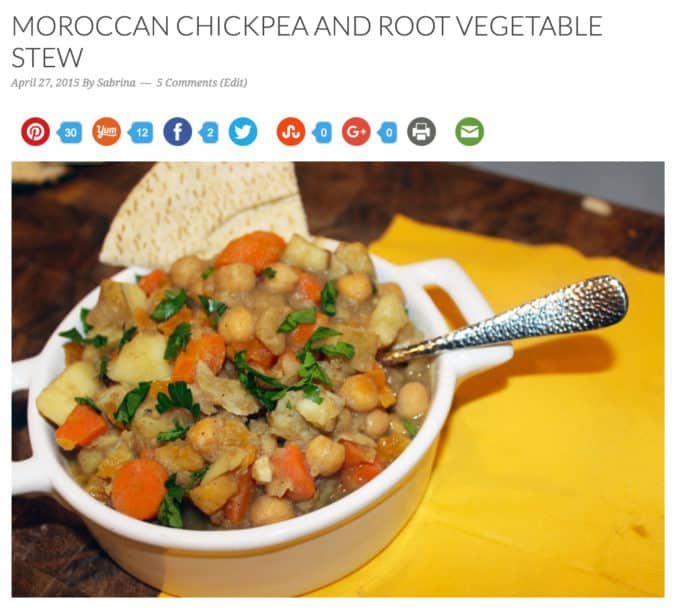 MOROCCAN CHICKPEA AND ROOT VEGETABLE
STEW
April 27, 2015 By Sabrina — 5 Comments (Edit)
30 Yum 12 f 2 0 G+ 0